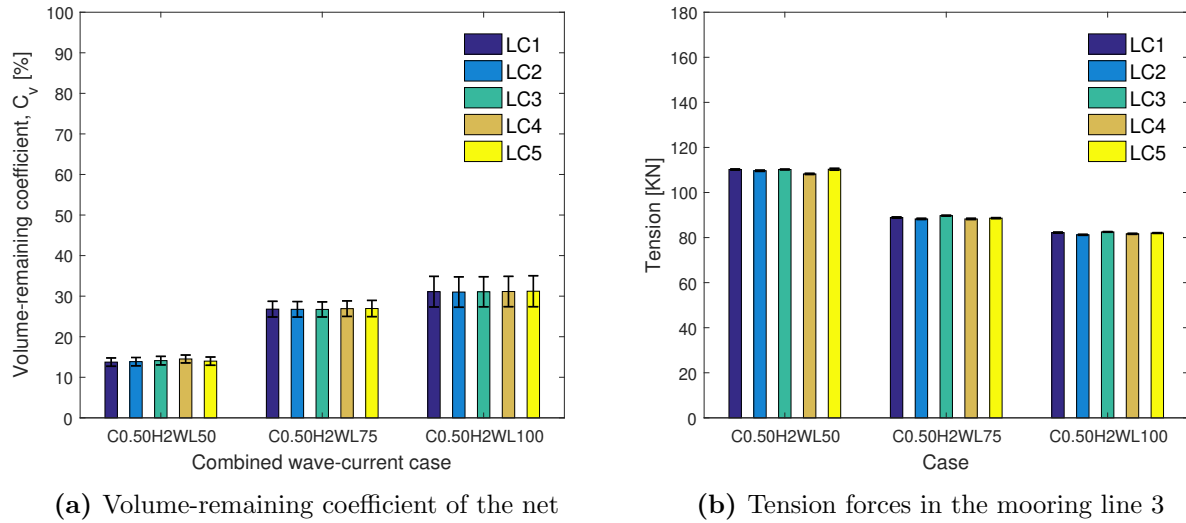 Volume-remaining coefficient, C_v [%]
100
90
80
70
60
50
40
30
20
10
0
LC1
LC2
LC3
LC4
LC5
C0.50H2WL50 C0.50H2WL75 C0.50H2WL100
Combined wave-current case
(a) Volume-remaining coefficient of the net
Tension [KN]
180
160
140
120
100
80
60
40
20
0
LC1
LC2
LC3
LC4
LC5
C0.50H2WL50 C0.50H2WL75 C0.50H2WL100
Case
(b) Tension forces in the mooring line 3